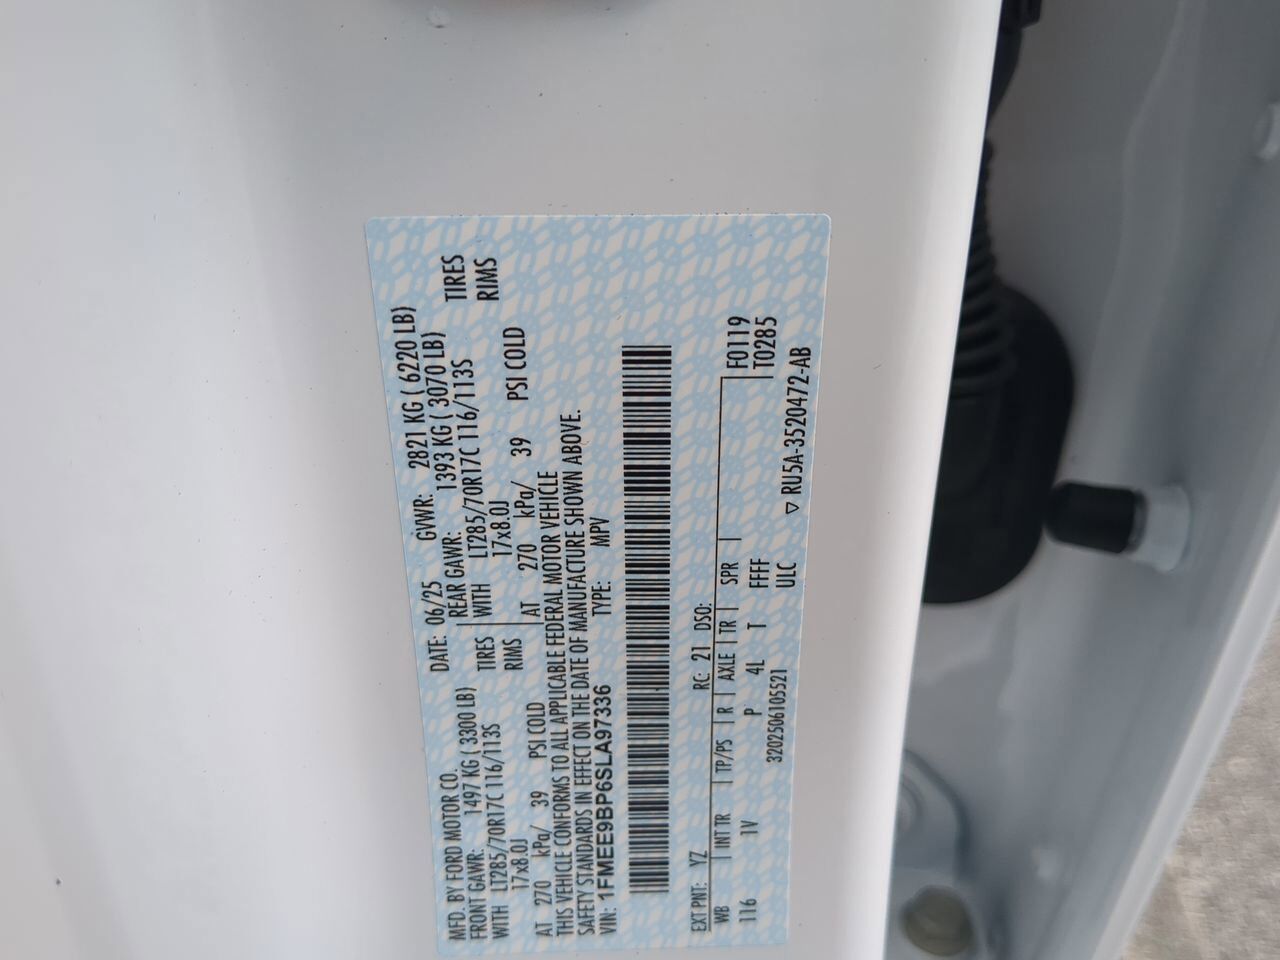 MFD. BY FORD MOTOR CO.
DATE: 06/25 GVWR: 2821 KG ( 6220 LB)
FRONT GAWR: 1497 KG ( 3300 LB)
REAR GAWR: 1393 KG ( 3070 LB)
WITH LT285/70R17C 116/113S TIRES
WITH LT285/70R17C 116/113S TIRES
17x8.0J RIMS
17x8.0J RIMS
AT 270 kPa/ 39 PSI COLD
AT 270 kPa/ 39 PSI COLD
THIS VEHICLE CONFORMS TO ALL APPLICABLE FEDERAL MOTOR VEHICLE
SAFETY STANDARDS IN EFFECT ON THE DATE OF MANUFACTURE SHOWN ABOVE.
VIN: 1FMEE9BP6SLA97336 TYPE: MPV
EXT PNT: YZ RC: 21 DSO:
WB INT TR TP/PS R AXLE TR SPR F0119
116 1V P 4L T FFFF T0285
3202506105521 ULC
▽ RU5A-3520472-AB